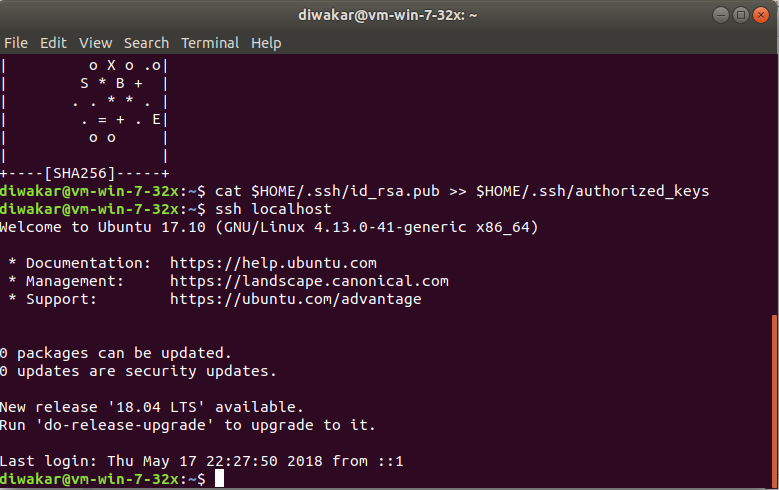 diwakar@vm-win-7-32x: ~
File Edit View Search Terminal Help
|         o X o .o|
|        S * B +  |
|       . . * * . |
|        . = + . E|
|         o o     |
|                 |
+----[SHA256]-----+
diwakar@vm-win-7-32x:~$ cat $HOME/.ssh/id_rsa.pub >> $HOME/.ssh/authorized_keys
diwakar@vm-win-7-32x:~$ ssh localhost
Welcome to Ubuntu 17.10 (GNU/Linux 4.13.0-41-generic x86_64)
 * Documentation:  https://help.ubuntu.com
 * Management:     https://landscape.canonical.com
 * Support:        https://ubuntu.com/advantage
0 packages can be updated.
0 updates are security updates.
New release '18.04 LTS' available.
Run 'do-release-upgrade' to upgrade to it.
Last login: Thu May 17 22:27:50 2018 from ::1
diwakar@vm-win-7-32x:~$